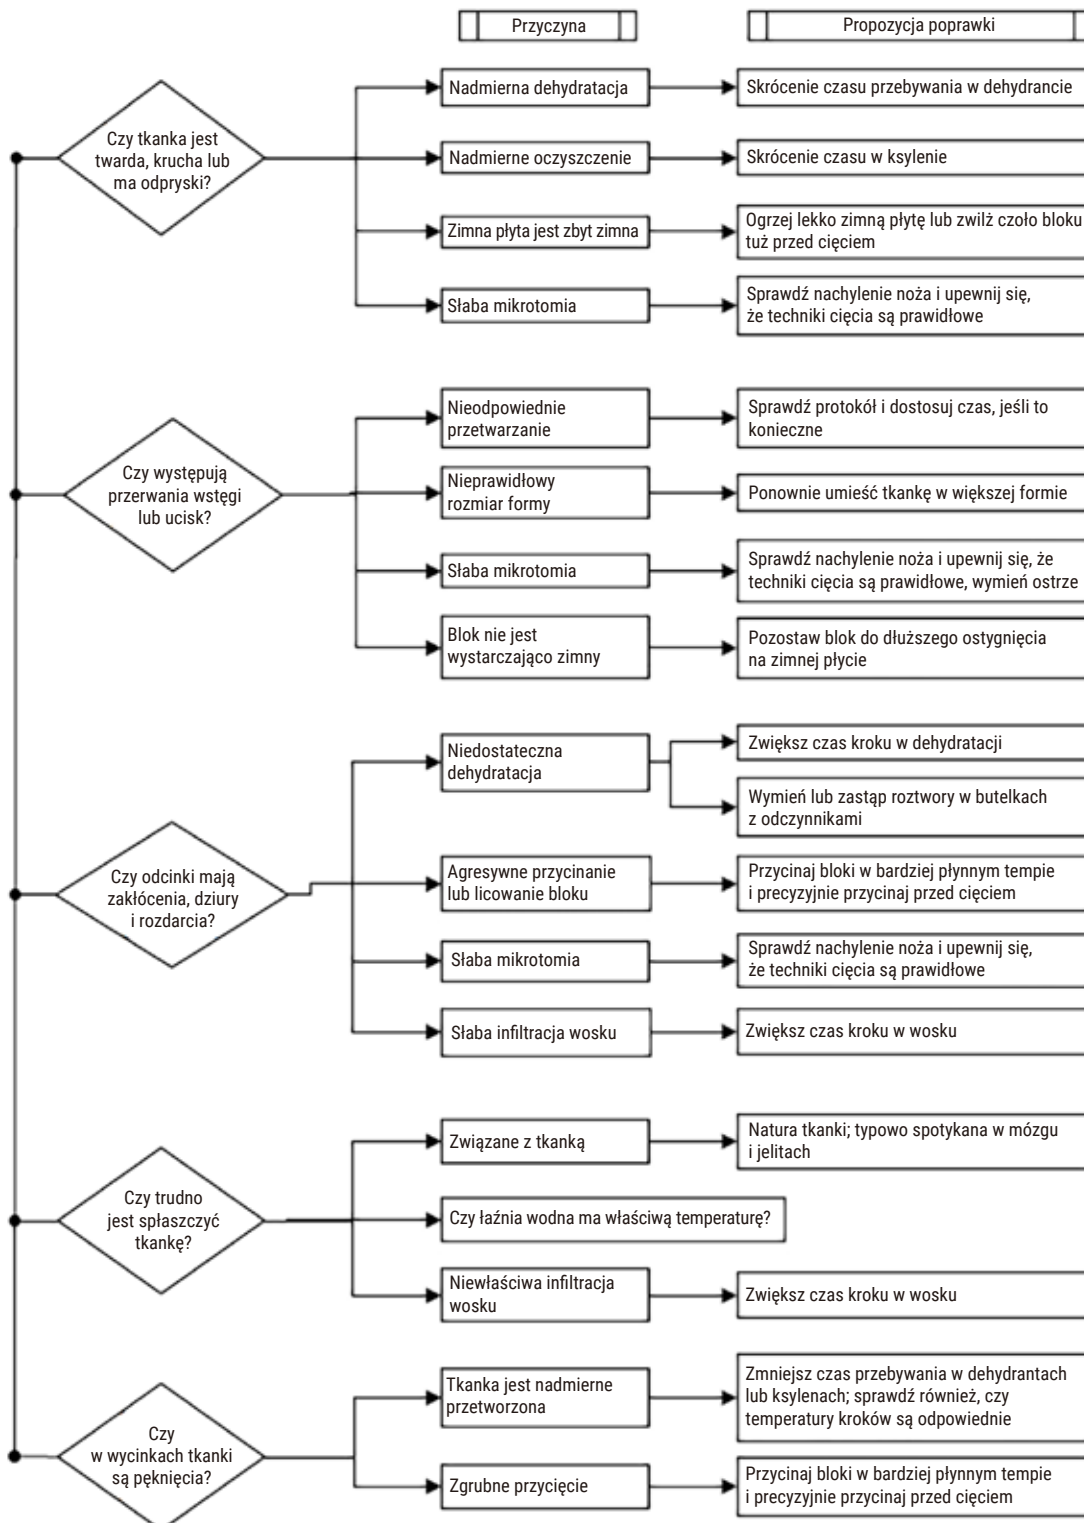 Przyczyna
Propozycja poprawki
Czy tkanka jest
twarda, krucha lub
ma odpryski?
Nadmierna dehydratacja
Skrócenie czasu przebywania w dehydrancie
Nadmierne oczyszczenie
Skrócenie czasu w ksylenie
Zimna płyta jest zbyt zimna
Ogrzej lekko zimną płytę lub zwilż czoło bloku
tuż przed cięciem
Słaba mikrotomia
Sprawdź nachylenie noża i upewnij się,
że techniki cięcia są prawidłowe
Czy występują
przerwania wstęgi
lub ucisk?
Nieodpowiednie
przetwarzanie
Sprawdź protokół i dostosuj czas, jeśli to
konieczne
Nieprawidłowy
rozmiar formy
Ponownie umieść tkankę w większej formie
Słaba mikrotomia
Sprawdź nachylenie noża i upewnij się, że
techniki cięcia są prawidłowe, wymień ostrze
Blok nie jest
wystarczająco zimny
Pozostaw blok do dłuższego ostygnięcia
na zimnej płycie
Czy odcinki mają
zakłócenia, dziury
i rozdarcia?
Niedostateczna
dehydratacja
Zwiększ czas kroku w dehydratacji
Wymień lub zastąp roztwory w butelkach
z odczynnikami
Agresywne przycinanie
lub licowanie bloku
Przycinaj bloki w bardziej płynnym tempie
i precyzyjnie przycinaj przed cięciem
Słaba mikrotomia
Sprawdź nachylenie noża i upewnij się,
że techniki cięcia są prawidłowe
Słaba infiltracja wosku
Zwiększ czas kroku w wosku
Czy trudno
jest spłaszczyć
tkankę?
Związane z tkanką
Natura tkanki; typowo spotykana w mózgu
i jelitach
Czy łaźnia wodna ma właściwą temperaturę?
Niewłaściwa infiltracja
wosku
Zwiększ czas kroku w wosku
Czy
w wycinkach tkanki
są pęknięcia?
Tkanka jest nadmierne
przetworzona
Zmniejsz czas przebywania w dehydrantach
lub ksylenach; sprawdź również, czy
temperatury kroków są odpowiednie
Zgrubne przycięcie
Przycinaj bloki w bardziej płynnym tempie
i precyzyjnie przycinaj przed cięciem